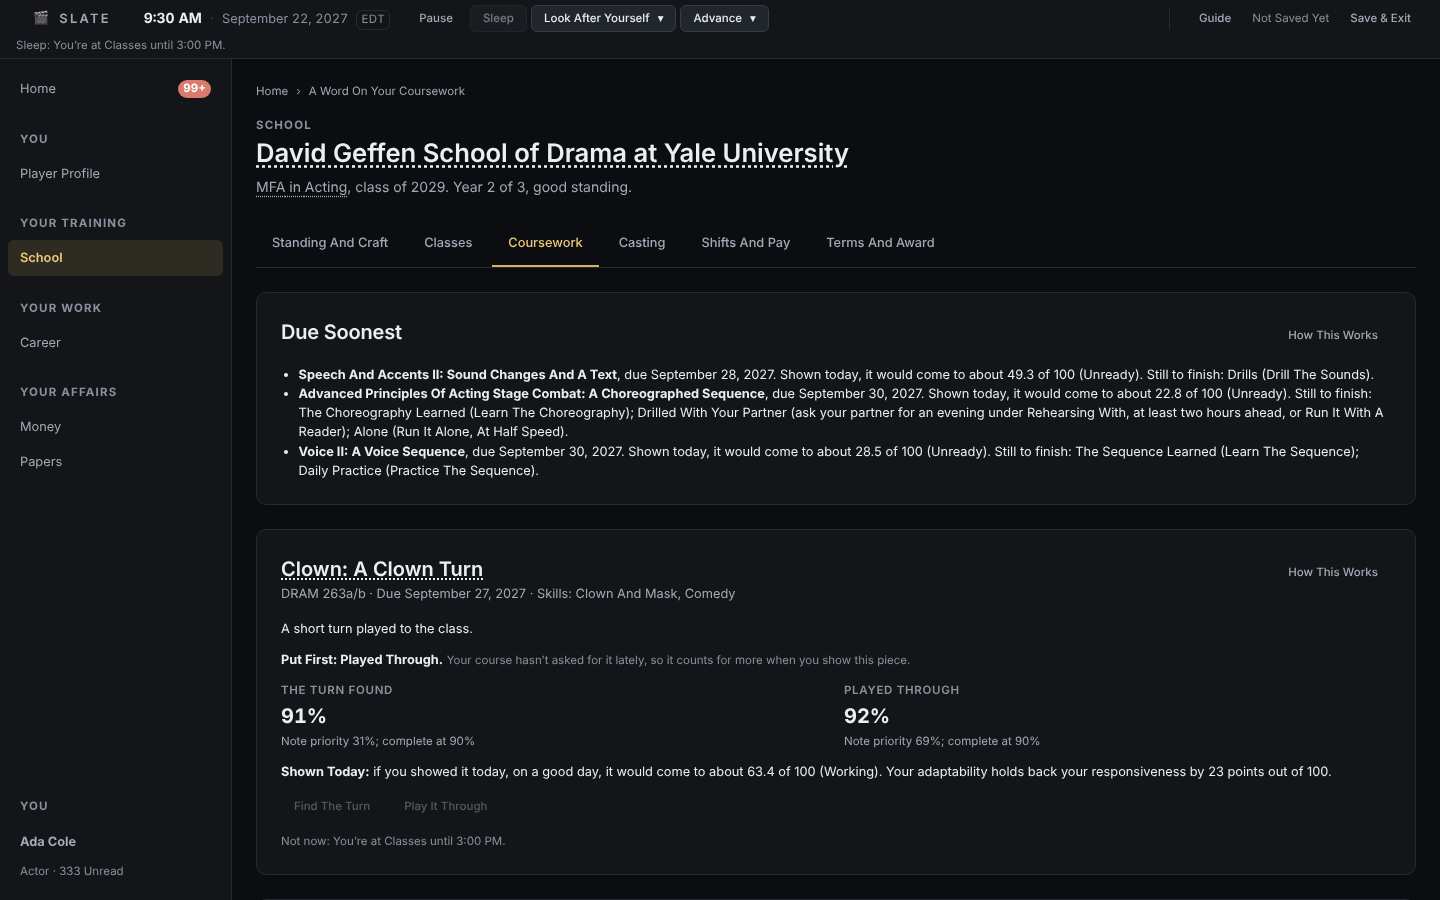 SLATE
9:30 AM · September 22, 2027 EDT
Pause
Sleep
Look After Yourself ▾
Advance ▾
Guide
Not Saved Yet
Save & Exit
Sleep: You're at Classes until 3:00 PM.
Home 99+
YOU
Player Profile
YOUR TRAINING
School
YOUR WORK
Career
YOUR AFFAIRS
Money
Papers
YOU
Ada Cole
Actor · 333 Unread
Home › A Word On Your Coursework
SCHOOL
David Geffen School of Drama at Yale University
MFA in Acting, class of 2029. Year 2 of 3, good standing.
Standing And Craft
Classes
Coursework
Casting
Shifts And Pay
Terms And Award
Due Soonest
How This Works
• Speech And Accents II: Sound Changes And A Text, due September 28, 2027. Shown today, it would come to about 49.3 of 100 (Unready). Still to finish: Drills (Drill The Sounds).
• Advanced Principles Of Acting Stage Combat: A Choreographed Sequence, due September 30, 2027. Shown today, it would come to about 22.8 of 100 (Unready). Still to finish:
The Choreography Learned (Learn The Choreography); Drilled With Your Partner (ask your partner for an evening under Rehearsing With, at least two hours ahead, or Run It With A
Reader); Alone (Run It Alone, At Half Speed).
• Voice II: A Voice Sequence, due September 30, 2027. Shown today, it would come to about 28.5 of 100 (Unready). Still to finish: The Sequence Learned (Learn The Sequence);
Daily Practice (Practice The Sequence).
Clown: A Clown Turn
How This Works
DRAM 263a/b · Due September 27, 2027 · Skills: Clown And Mask, Comedy
A short turn played to the class.
Put First: Played Through. Your course hasn't asked for it lately, so it counts for more when you show this piece.
THE TURN FOUND
91%
Note priority 31%; complete at 90%
PLAYED THROUGH
92%
Note priority 69%; complete at 90%
Shown Today: if you showed it today, on a good day, it would come to about 63.4 of 100 (Working). Your adaptability holds back your responsiveness by 23 points out of 100.
Find The Turn
Play It Through
Not now: You're at Classes until 3:00 PM.